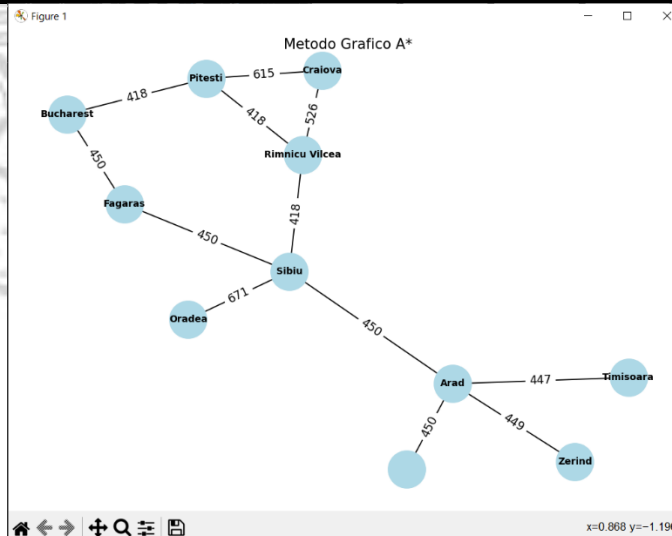 Figure 1
Metodo Grafico A*
Craiova
615
Pitesti
418
Bucharest
418
526
Rimnicu Vilcea
450
Fagaras
418
450
Sibiu
671
Oradea
450
Timisoara
447
Arad
450
449
Zerind
x=0.868 y=−1.196